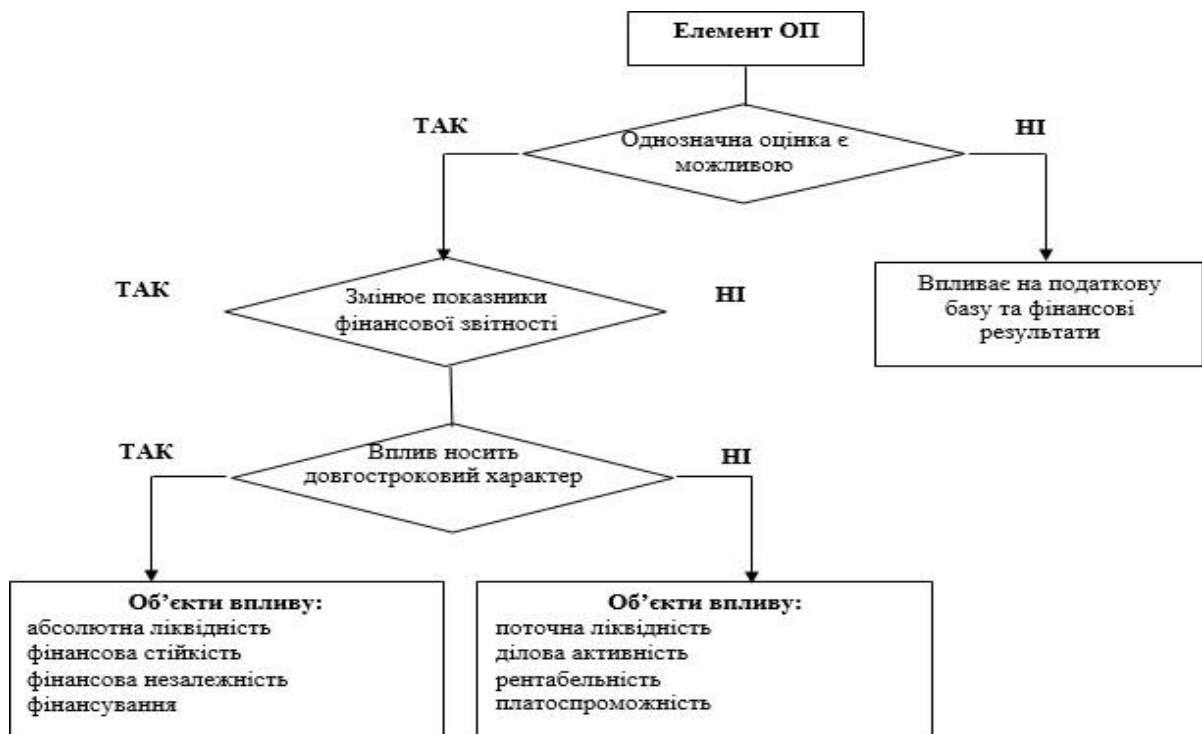 Елемент ОП
ТАК
НІ
Однозначна оцінка є
можливою
ТАК
НІ
Змінює показники
фінансової звітності
Впливає на податкову
базу та фінансові
результати
ТАК
НІ
Вплив носить
довгостроковий характер
Об’єкти впливу:
абсолютна ліквідність
фінансова стійкість
фінансова незалежність
фінансування
Об’єкти впливу:
поточна ліквідність
ділова активність
рентабельність
платоспроможність